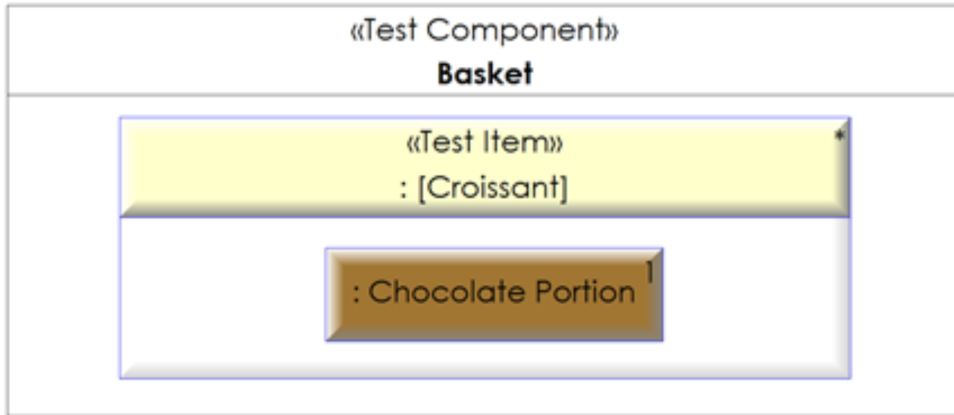 «Test Component»
Basket
«Test Item»
*
: [Croissant]
1
: Chocolate Portion